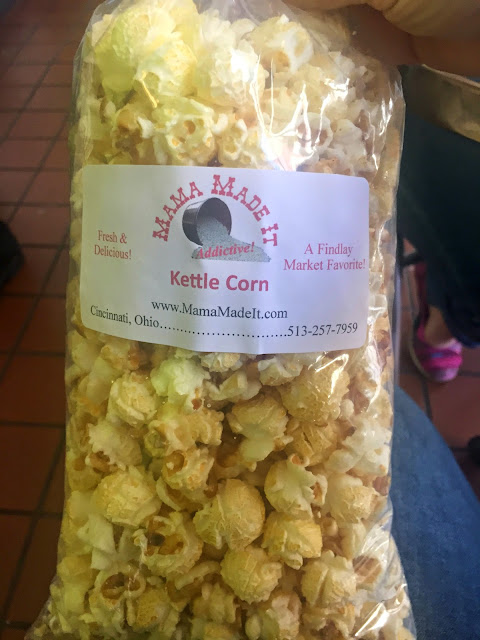 MAMA MADE IT
Addictive!
Fresh &
Delicious!
A Findlay
Market Favorite!
Kettle Corn
www.MamaMadeIt.com
Cincinnati, Ohio..........................513-257-7959